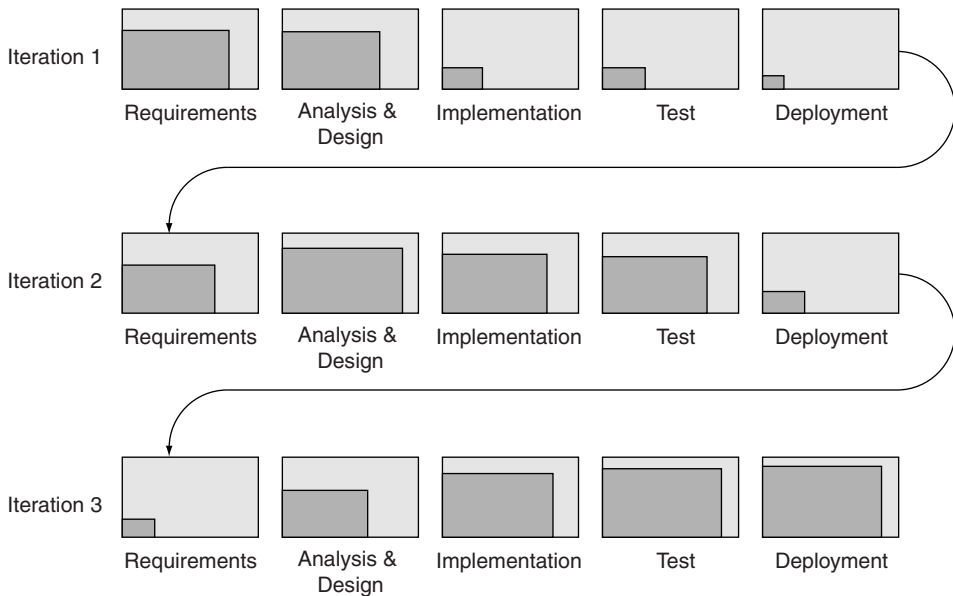 Iteration 1
Requirements
Analysis &
Design
Implementation
Test
Deployment
Iteration 2
Requirements
Analysis &
Design
Implementation
Test
Deployment
Iteration 3
Requirements
Analysis &
Design
Implementation
Test
Deployment